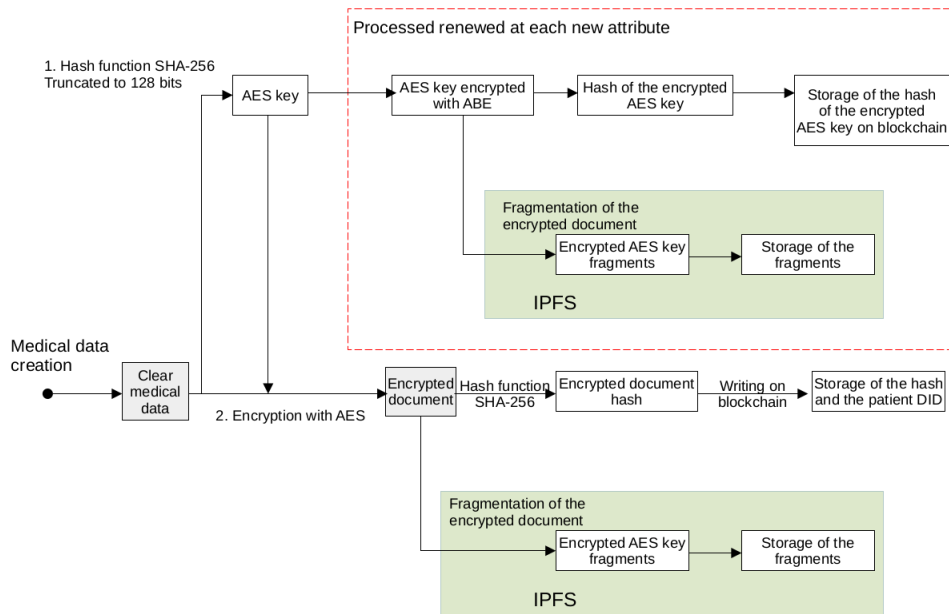 Processed renewed at each new attribute
1. Hash function SHA-256
Truncated to 128 bits
AES key
AES key encrypted
with ABE
Hash of the encrypted
AES key
Storage of the hash
of the encrypted
AES key on blockchain
Fragmentation of the
encrypted document
Encrypted AES key
fragments
Storage of the
fragments
IPFS
Medical data
creation
Clear
medical
data
2. Encryption with AES
Encrypted
document
Hash function
SHA-256
Encrypted document
hash
Writing on
blockchain
Storage of the hash
and the patient DID
Fragmentation of the
encrypted document
Encrypted AES key
fragments
Storage of the
fragments
IPFS